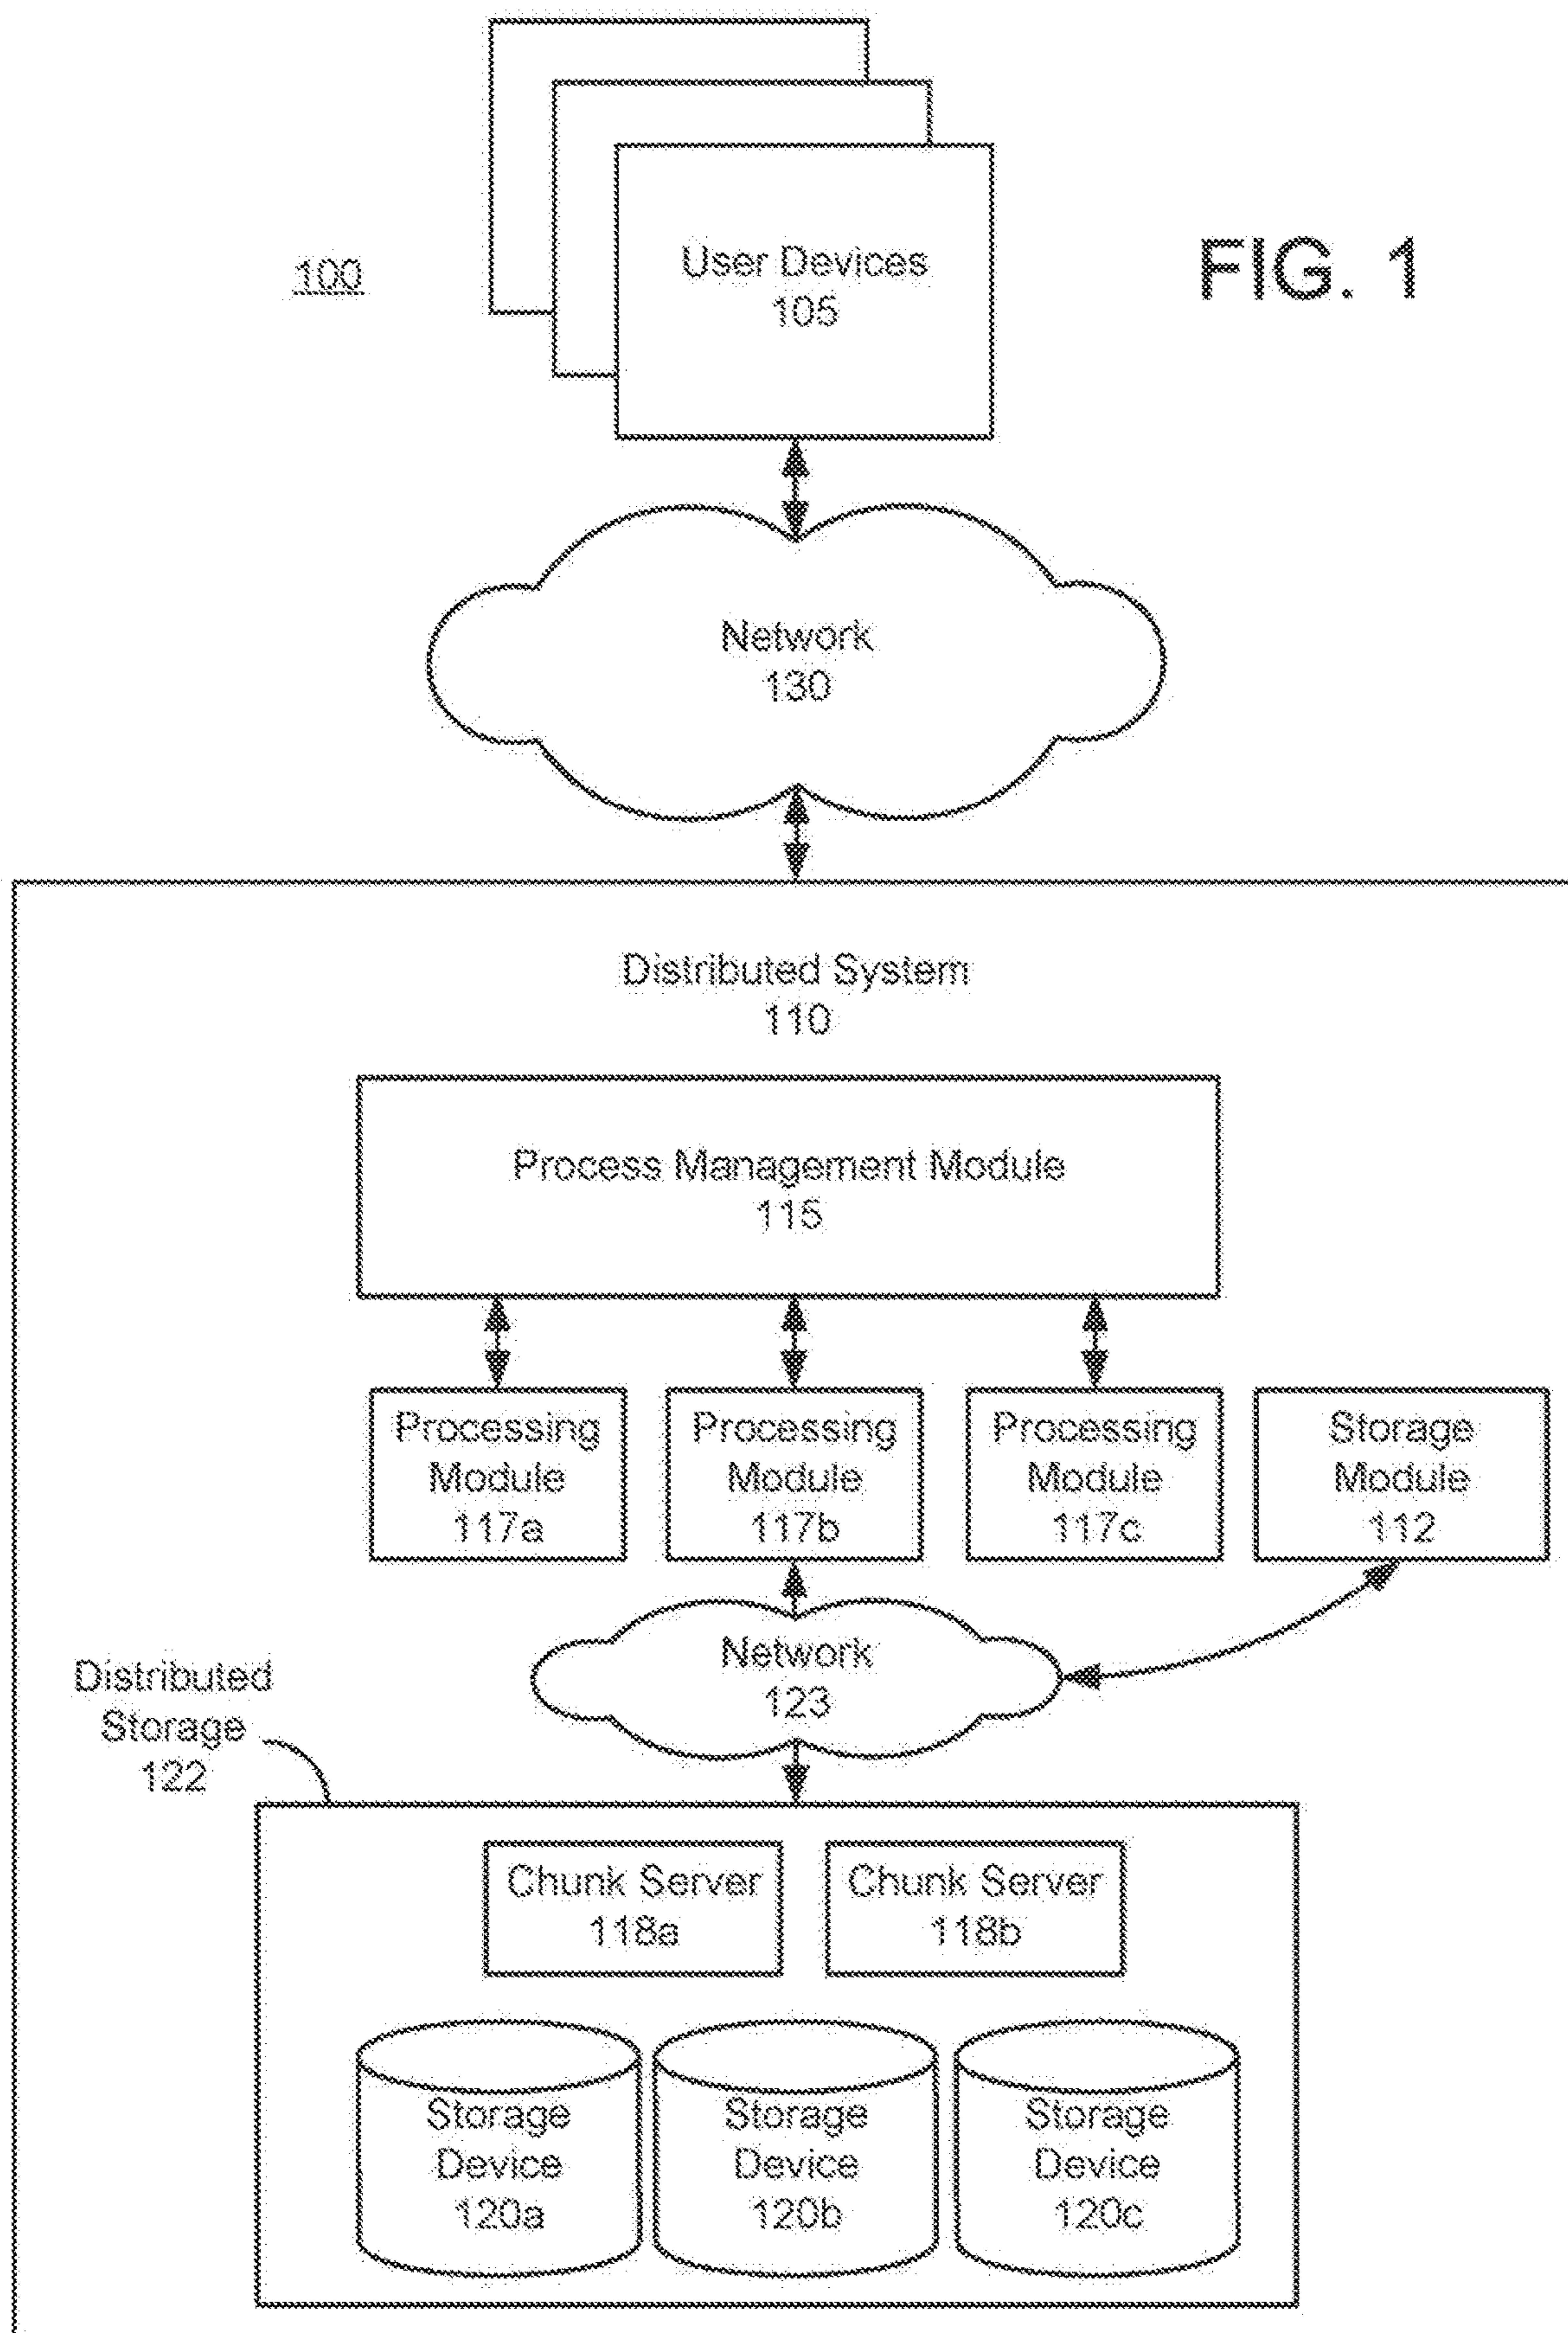 100
User Devices
105
FIG. 1
Network
130
Distributed System
110
Process Management Module
115
Processing
Module
117a
Processing
Module
117b
Processing
Module
117c
Storage
Module
112
Network
123
Distributed
Storage
122
Chunk Server
118a
Chunk Server
118b
Storage
Device
120a
Storage
Device
120b
Storage
Device
120c